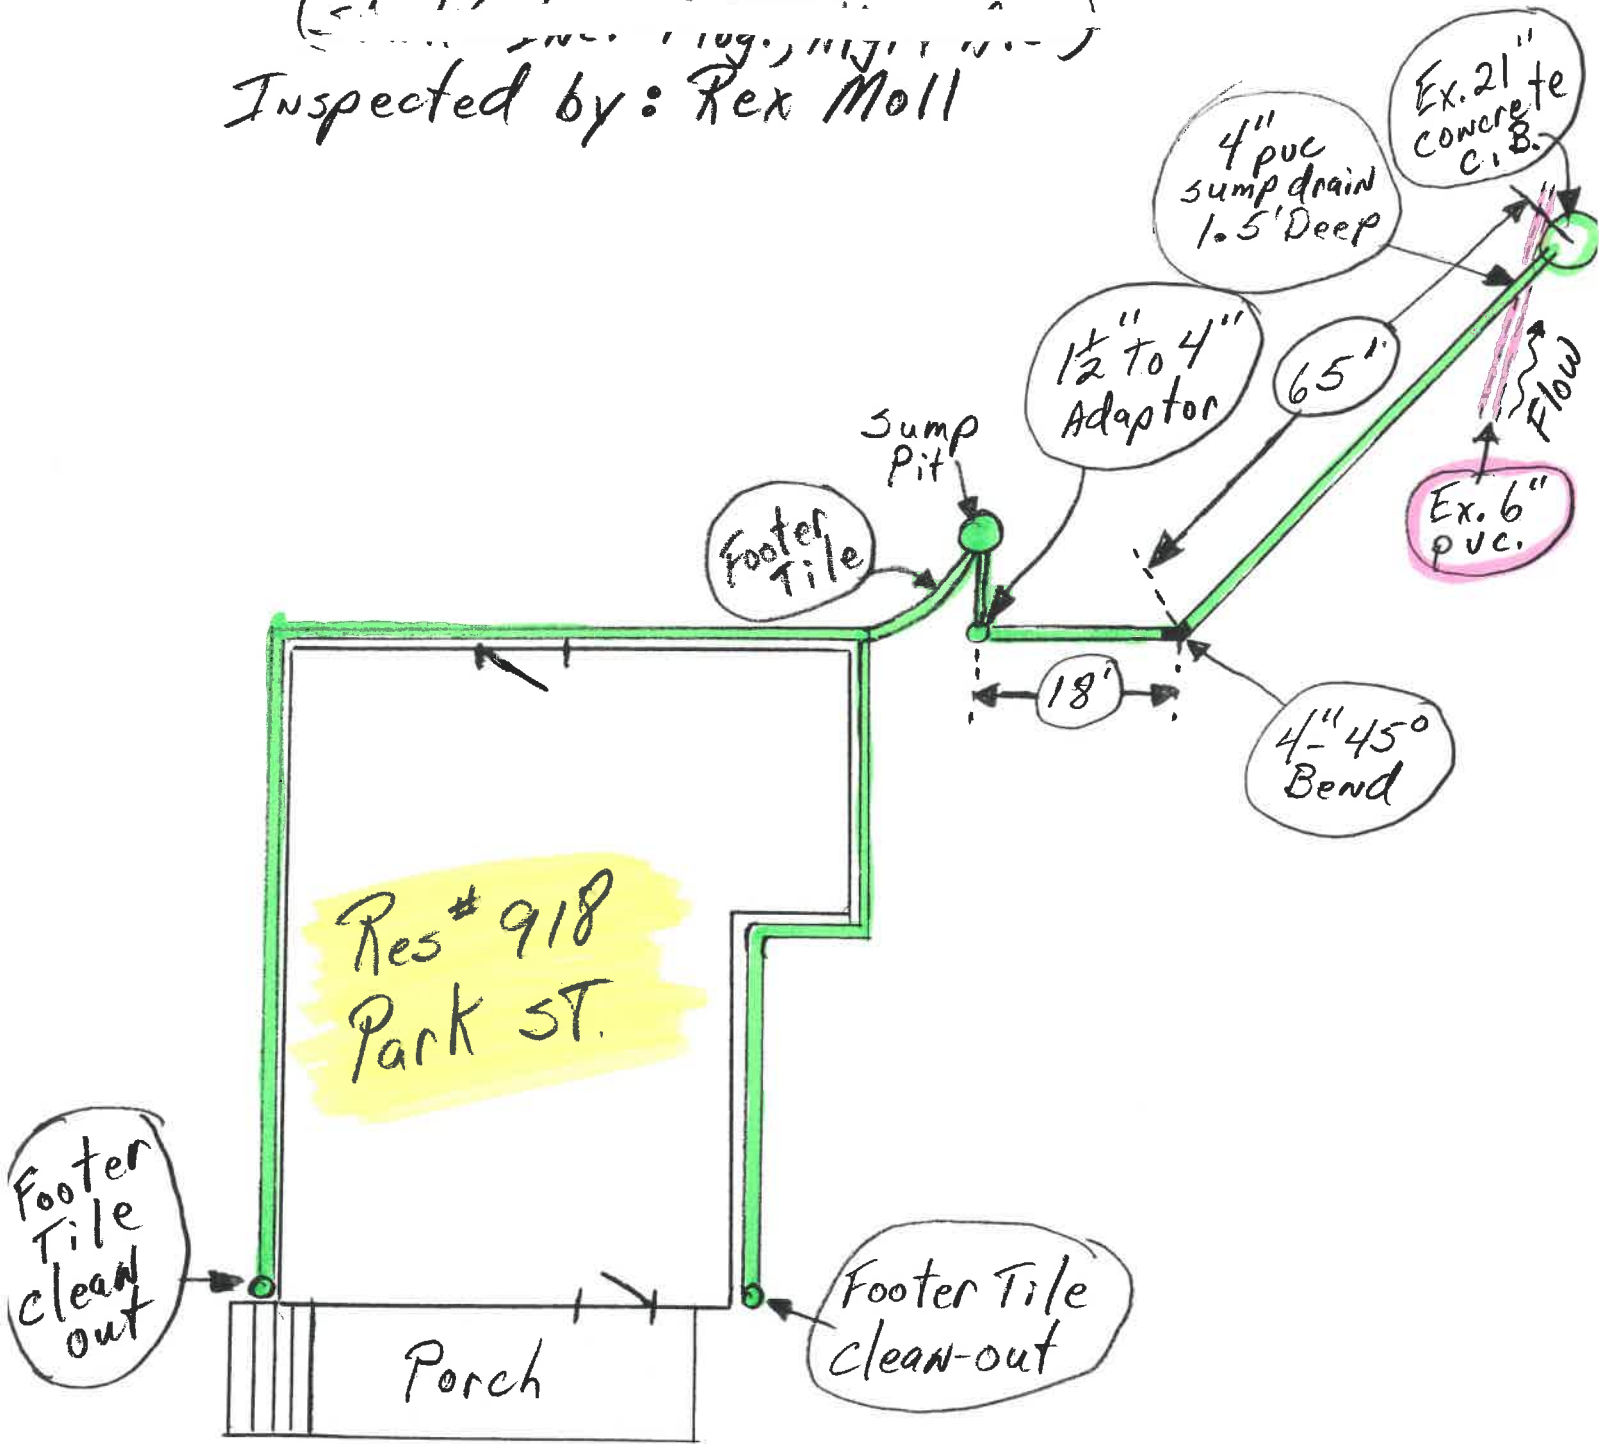 Inspected by: Rex Moll
Ex. 21"
concrete
C.B.
4"
pvc
sump drain
1.5' Deep
1½" To 4"
Adaptor
65'
Flow
Sump
Pit
Ex. 6"
pvc.
Footer
Tile
18'
4"-45°
Bend
Res # 918
Park ST.
Footer
Tile
clean
out
Footer Tile
clean-out
Porch